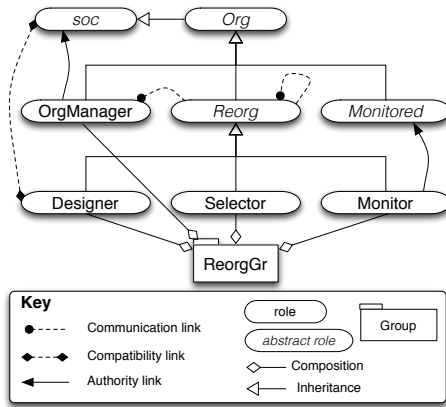 soc Org
OrgManager Reorg Monitored
Designer Selector Monitor
ReorgGr
Key
Communication link
Compatibility link
Authority link
role
abstract role
Group
Composition
Inheritance